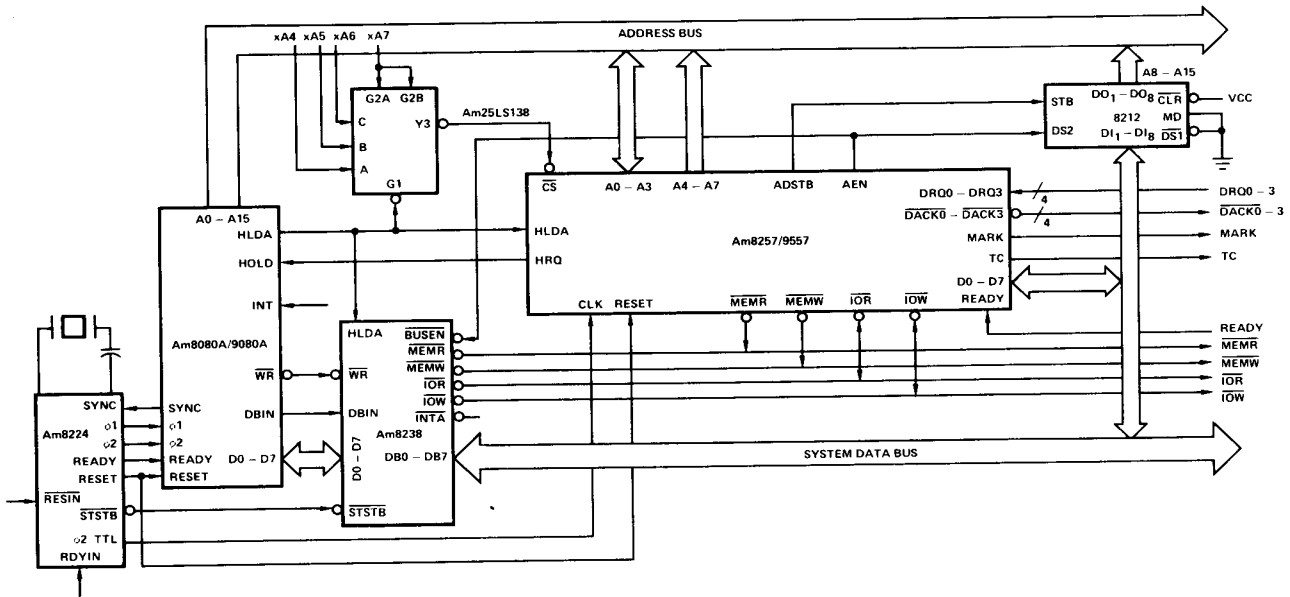 xA4 xA5 xA6 xA7
ADDRESS BUS
G2A G2B
Am25LS138
C
Y3
B
A
G1
A8 – A15
STB
DO1 – DO8
CLR
VCC
8212
MD
DS2
DI1 – DI8
DS1
CS
A0 – A3
A4 – A7
ADSTB
AEN
DRQ0 – DRQ3
4
DRQ0 – 3
DACK0 – DACK3
4
DACK0 – 3
HLDA
Am8257/9557
MARK
MARK
HRQ
TC
TC
D0 – D7
CLK
RESET
MEMR
MEMW
IOR
IOW
READY
READY
A0 – A15
HLDA
HOLD
INT
Am8080A/9080A
WR
SYNC
DBIN
φ1
φ2
READY
D0 – D7
RESET
HLDA
BUSEN
MEMR
MEMR
WR
MEMW
MEMW
IOR
IOR
IOW
IOW
DBIN
INTA
Am8238
D0 – D7
DB0 – DB7
SYSTEM DATA BUS
STSTB
SYNC
Am8224
φ1
φ2
READY
RESET
RESIN
STSTB
φ2 TTL
RDYIN